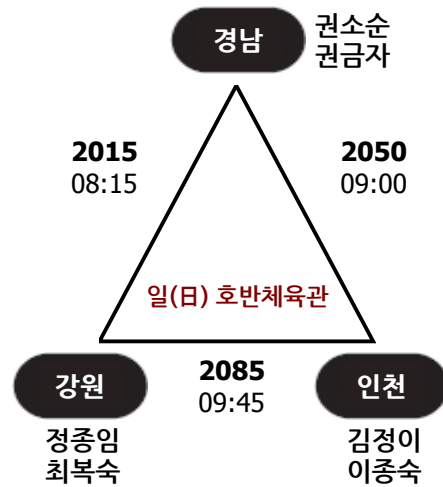 경남
권소순
권금자
2015
08:15
2050
09:00
일(日) 호반체육관
강원
2085
09:45
인천
정종임
최복숙
김정이
이종숙